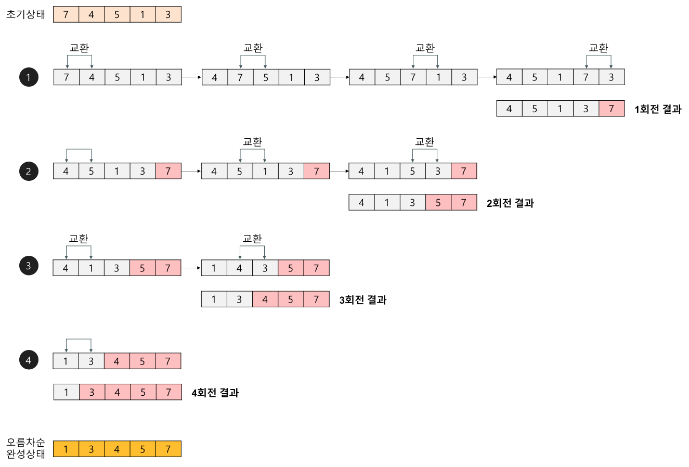 초기상태 7 4 5 1 3
교환 교환 교환 교환
1 7 4 5 1 3 4 7 5 1 3 4 5 7 1 3 4 5 1 7 3
4 5 1 3 7 1회전 결과
교환 교환
2 4 5 1 3 7 4 5 1 3 7 4 1 5 3 7
4 1 3 5 7 2회전 결과
교환 교환
3 4 1 3 5 7 1 4 3 5 7
1 3 4 5 7 3회전 결과
4 1 3 4 5 7
1 3 4 5 7 4회전 결과
오름차순
완성상태 1 3 4 5 7